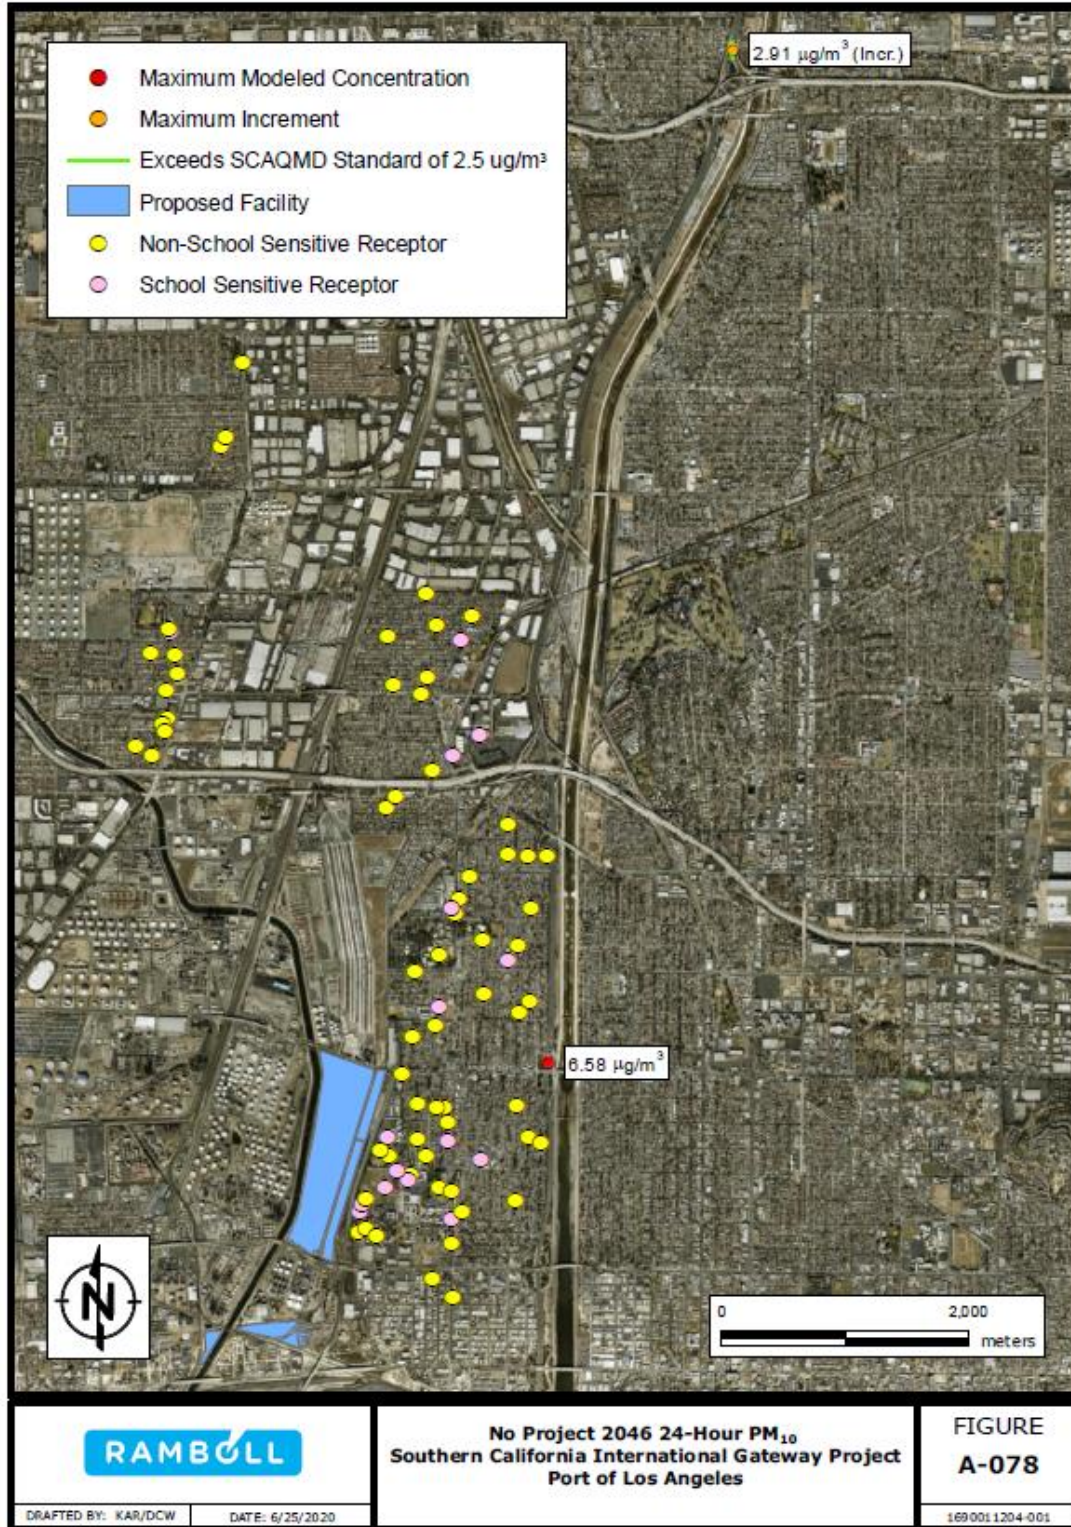 2.91 µg/m³ (Incr.)
Maximum Modeled Concentration
Maximum Increment
Exceeds SCAQMD Standard of 2.5 ug/m³
Proposed Facility
Non-School Sensitive Receptor
School Sensitive Receptor
6.58 µg/m³
N
0 2,000
meters
RAMBOLL
DRAFTED BY: KAR/DCW DATE: 6/25/2020
No Project 2046 24-Hour PM₁₀
Southern California International Gateway Project
Port of Los Angeles
FIGURE
A-078
1690011204-001